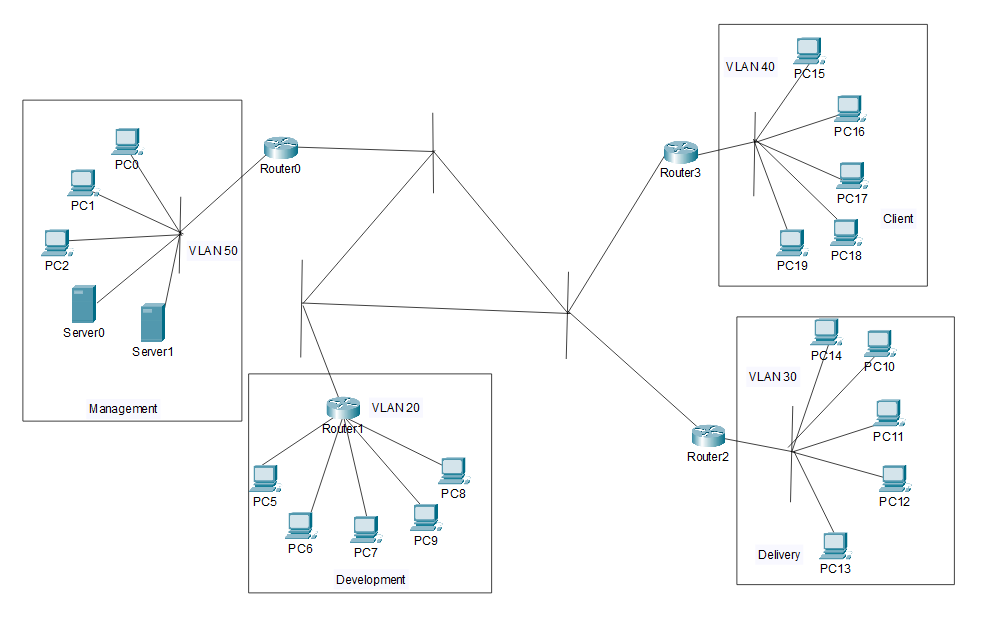 PC0
PC1
PC2
Server0
Server1
VLAN 50
Management
Router0
Router1
VLAN 20
PC5
PC6
PC7
PC9
PC8
Development
Router3
VLAN 40
PC15
PC16
PC17
Client
PC18
PC19
Router2
VLAN 30
PC14
PC10
PC11
PC12
PC13
Delivery